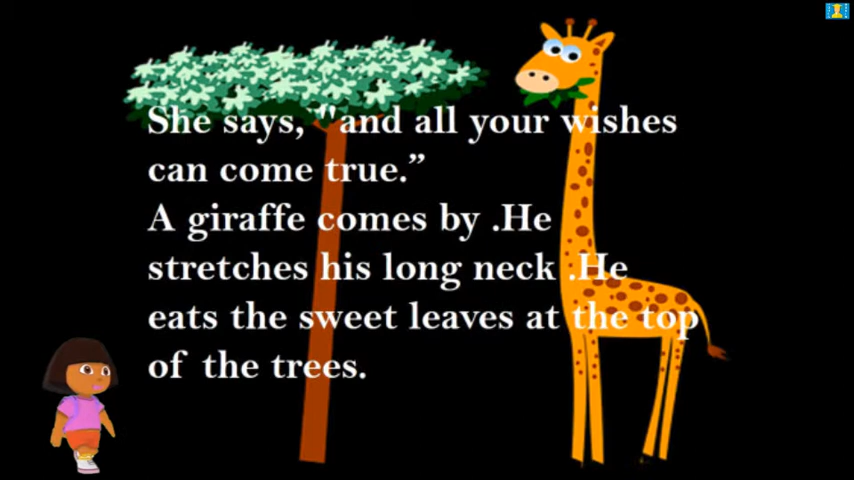 She says, "and all your wishes
can come true.”
A giraffe comes by .He
stretches his long neck .He
eats the sweet leaves at the top
of the trees.